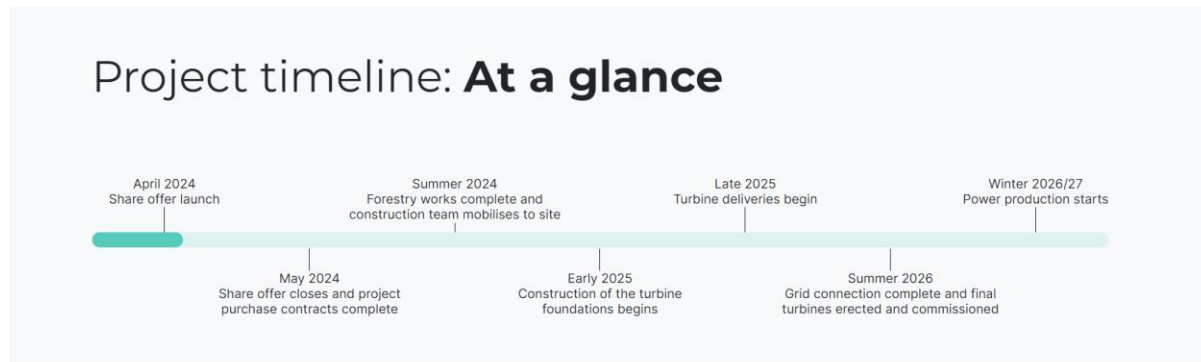 Project timeline: At a glance
April 2024
Share offer launch
May 2024
Share offer closes and project
purchase contracts complete
Summer 2024
Forestry works complete and
construction team mobilises to site
Early 2025
Construction of the turbine
foundations begins
Late 2025
Turbine deliveries begin
Summer 2026
Grid connection complete and final
turbines erected and commissioned
Winter 2026/27
Power production starts